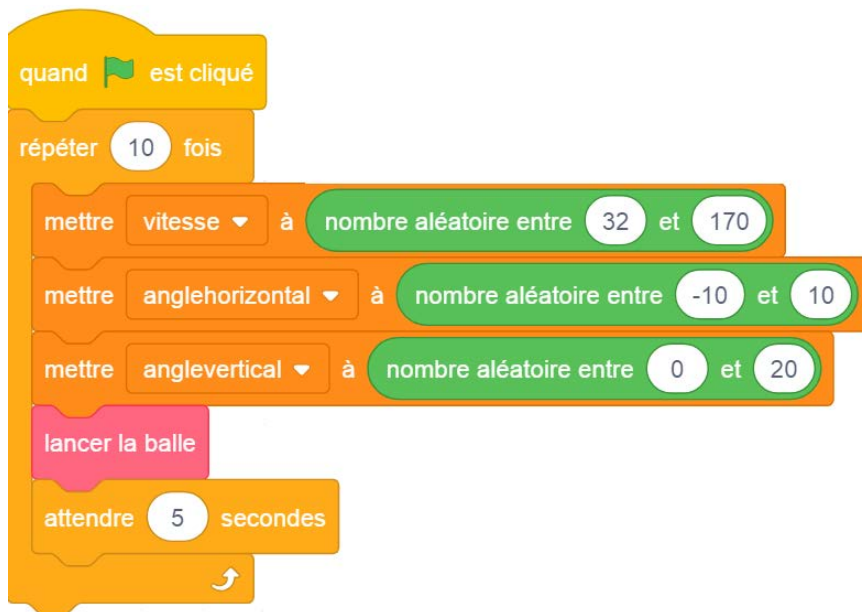 quand est cliqué
répéter 10 fois
mettre vitesse à nombre aléatoire entre 32 et 170
mettre anglehorizontal à nombre aléatoire entre -10 et 10
mettre anglevertical à nombre aléatoire entre 0 et 20
lancer la balle
attendre 5 secondes